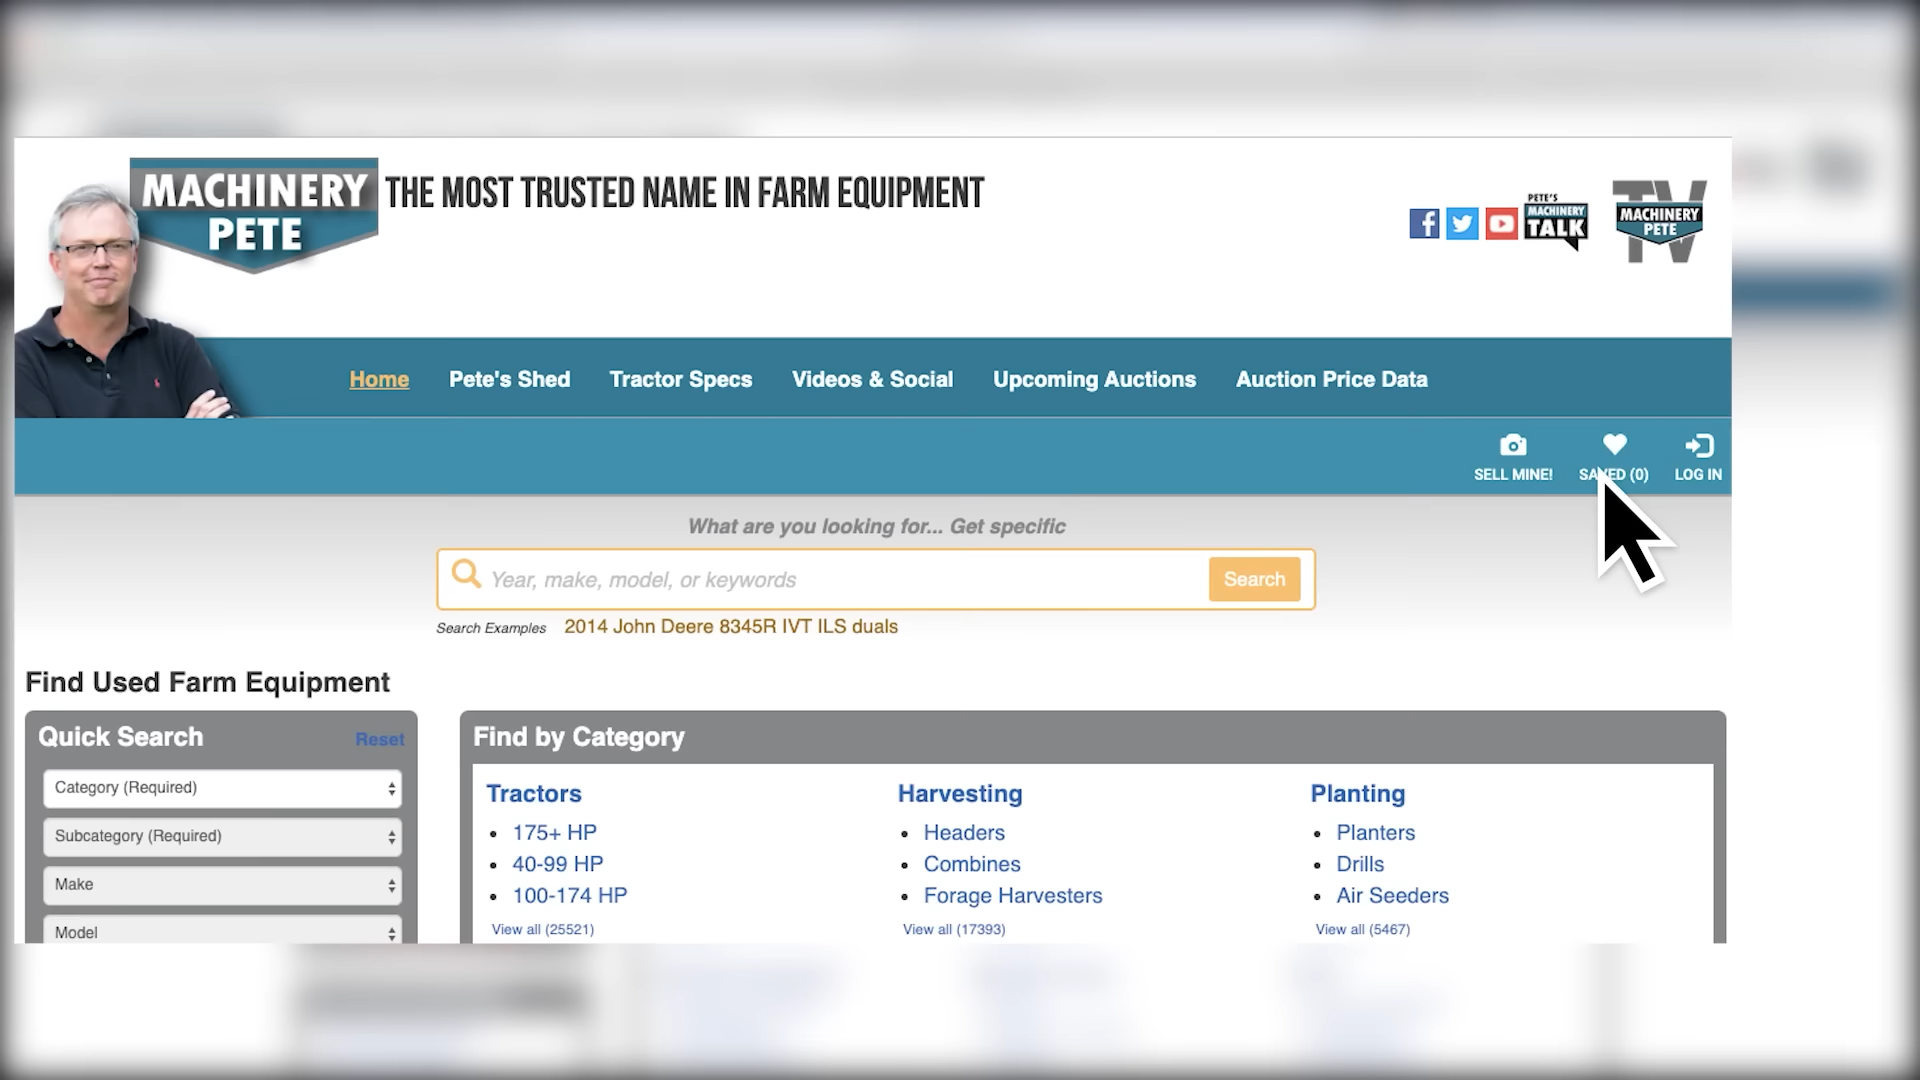 MACHINERY
PETE
THE MOST TRUSTED NAME IN FARM EQUIPMENT
PETE'S
MACHINERY
TALK
TV
MACHINERY
PETE
Home
Pete's Shed
Tractor Specs
Videos & Social
Upcoming Auctions
Auction Price Data
SELL MINE!
SAVED (0)
LOG IN
What are you looking for... Get specific
Year, make, model, or keywords
Search
Search Examples 2014 John Deere 8345R IVT ILS duals
Find Used Farm Equipment
Quick Search
Reset
Category (Required)
Subcategory (Required)
Make
Model
Find by Category
Tractors
175+ HP
40-99 HP
100-174 HP
View all (25521)
Harvesting
Headers
Combines
Forage Harvesters
View all (17393)
Planting
Planters
Drills
Air Seeders
View all (5467)